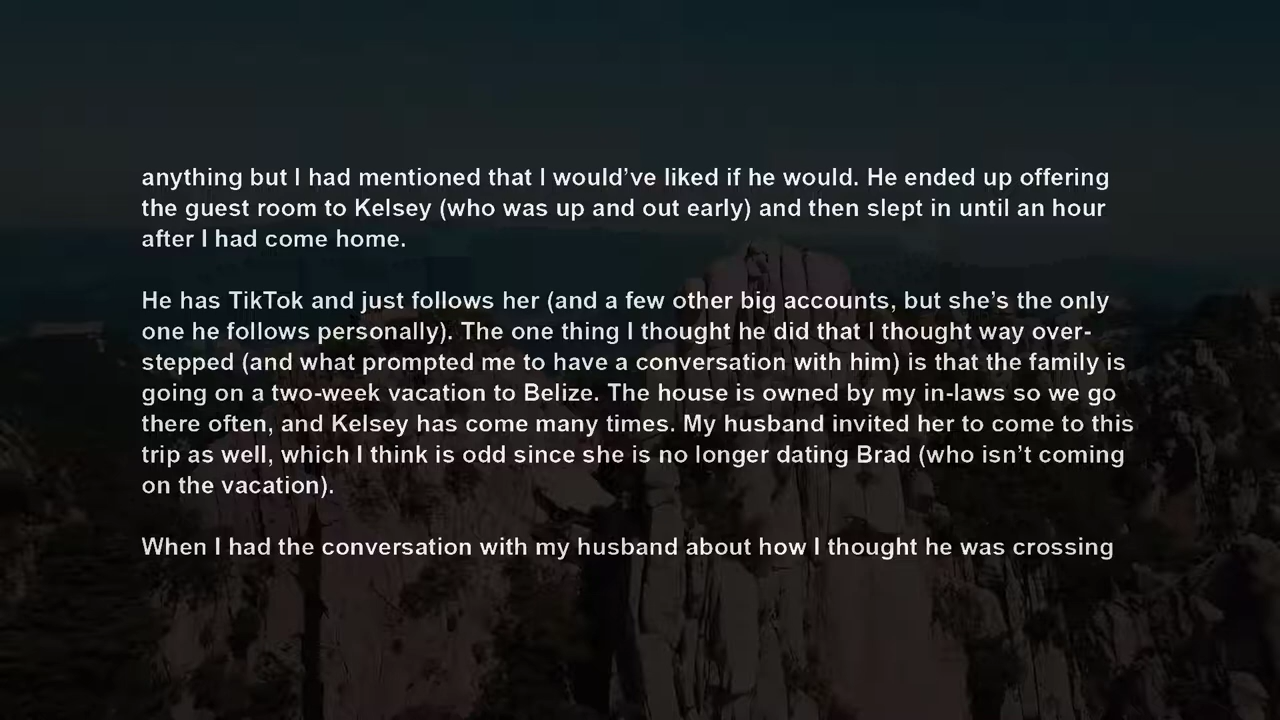 anything but I had mentioned that I would’ve liked if he would. He ended up offering
the guest room to Kelsey (who was up and out early) and then slept in until an hour
after I had come home.
He has TikTok and just follows her (and a few other big accounts, but she’s the only
one he follows personally). The one thing I thought he did that I thought way over-
stepped (and what prompted me to have a conversation with him) is that the family is
going on a two-week vacation to Belize. The house is owned by my in-laws so we go
there often, and Kelsey has come many times. My husband invited her to come to this
trip as well, which I think is odd since she is no longer dating Brad (who isn’t coming
on the vacation).
When I had the conversation with my husband about how I thought he was crossing